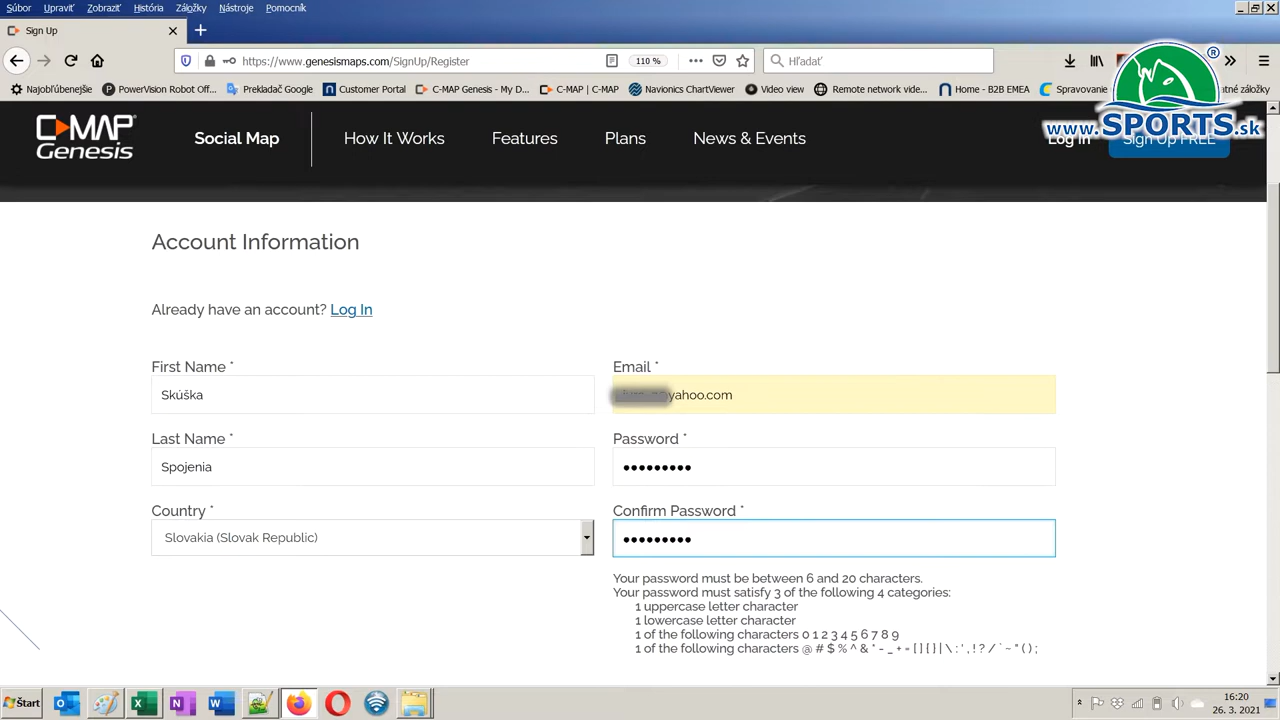 Súbor Upraviť Zobraziť História Záložky Nástroje Pomocník
Sign Up
https://www.genesismaps.com/SignUp/Register 110 % Hľadať
Najobľúbenejšie PowerVision Robot Off... Prekladač Google Customer Portal C-MAP Genesis - My D... C-MAP | C-MAP Navionics ChartViewer Video view Remote network vide... Home - B2B EMEA Spravovanie tné záložky
www.SPORTS.sk ®
C-MAP Genesis Social Map How It Works Features Plans News & Events Log In Sign Up FREE
Account Information
Already have an account? Log In
First Name * Email *
Skúška yahoo.com
Last Name * Password *
Spojenia •••••••••
Country * Confirm Password *
Slovakia (Slovak Republic) •••••••••
Your password must be between 6 and 20 characters.
Your password must satisfy 3 of the following 4 categories:
1 uppercase letter character
1 lowercase letter character
1 of the following characters 0 1 2 3 4 5 6 7 8 9
1 of the following characters @ # $ % ^ & * - _ + = [ ] { } | \ : ' , ! ? / ` ~ " ( ) ;
Štart 16:20
26. 3. 2021